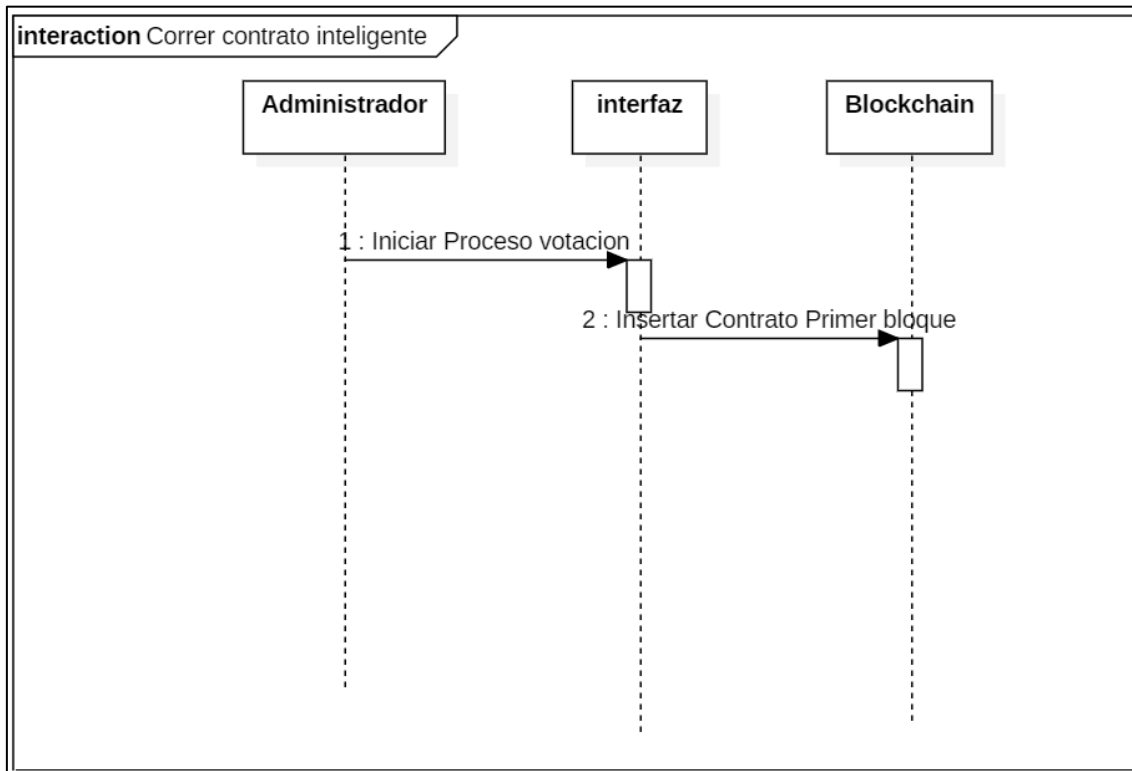 interaction Correr contrato inteligente
Administrador
interfaz
Blockchain
1 : Iniciar Proceso votacion
2 : Insertar Contrato Primer bloque